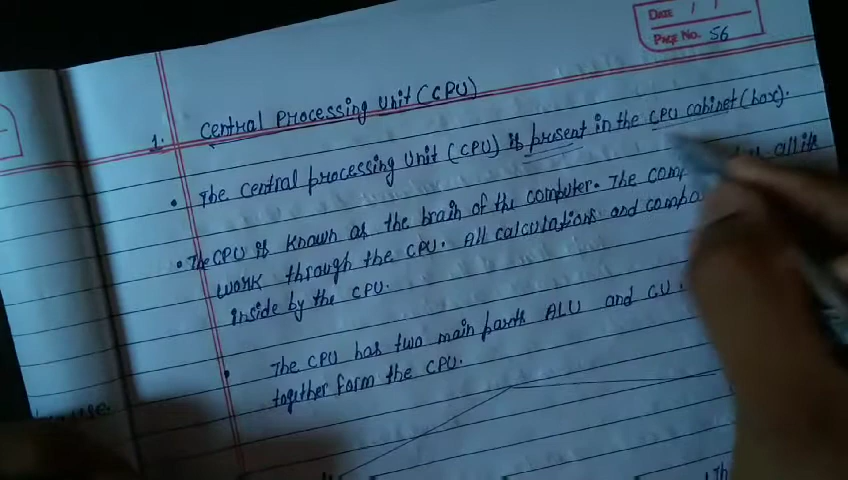 DATE / /
PAGE NO. 56
1. Central Processing Unit (CPU)
• The Central processing Unit (CPU) is present in the CPU cabinet (box).
• The CPU is known as the brain of the computer. The all its
work through the CPU. All calculations and
inside by the CPU.
• The CPU has two main parts ALU and CU.
together form the CPU.